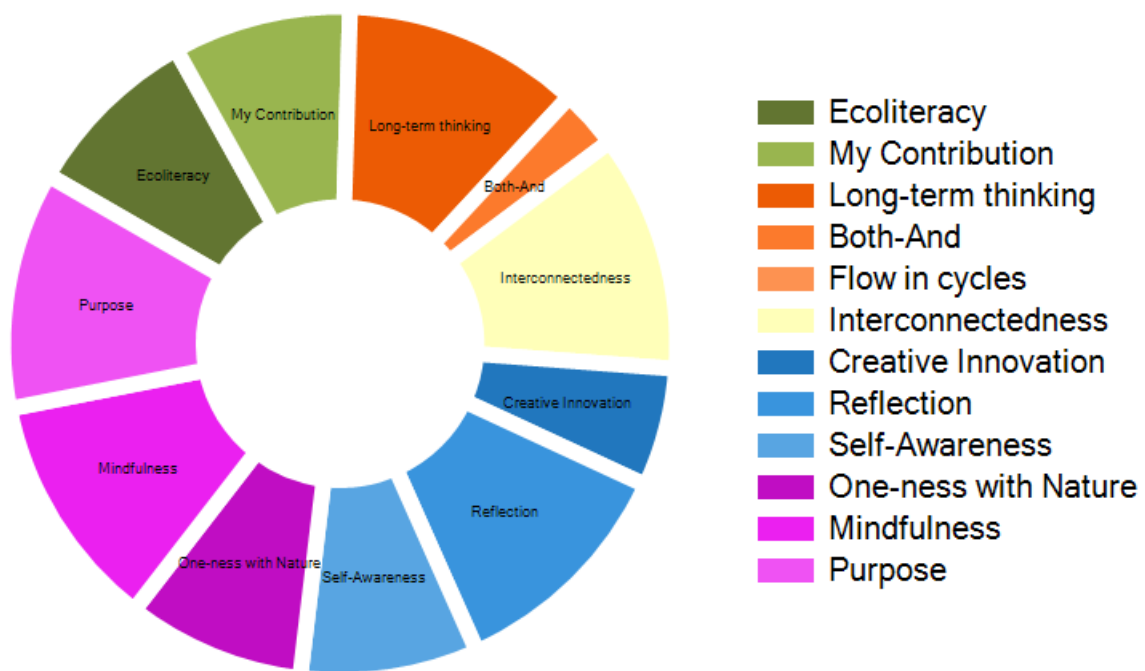 My Contribution
Long-term thinking
Both-And
Ecoliteracy
Interconnectedness
Purpose
Creative Innovation
Mindfulness
Reflection
One-ness with Nature
Self-Awareness
Ecoliteracy
My Contribution
Long-term thinking
Both-And
Flow in cycles
Interconnectedness
Creative Innovation
Reflection
Self-Awareness
One-ness with Nature
Mindfulness
Purpose